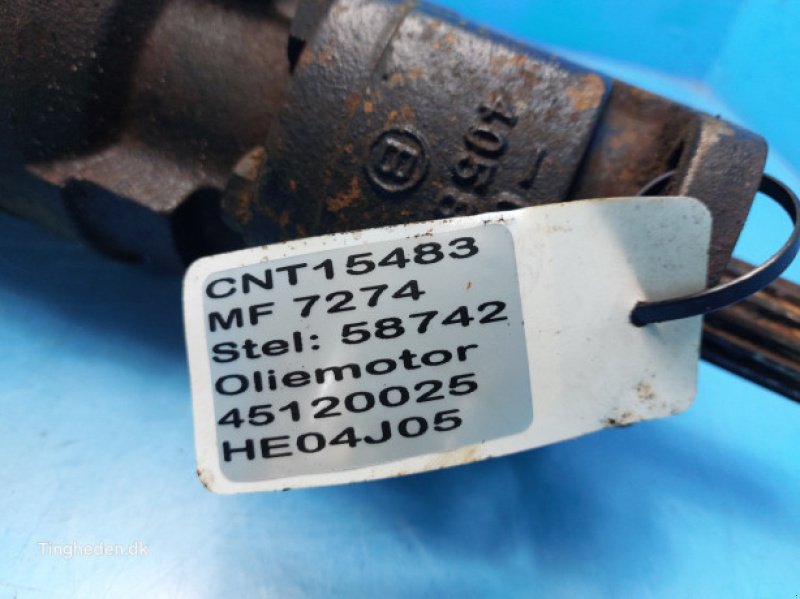 CNT15483
MF 7274
Stel: 58742
Oliemotor
45120025
HE04J05
B
Tingheden.dk